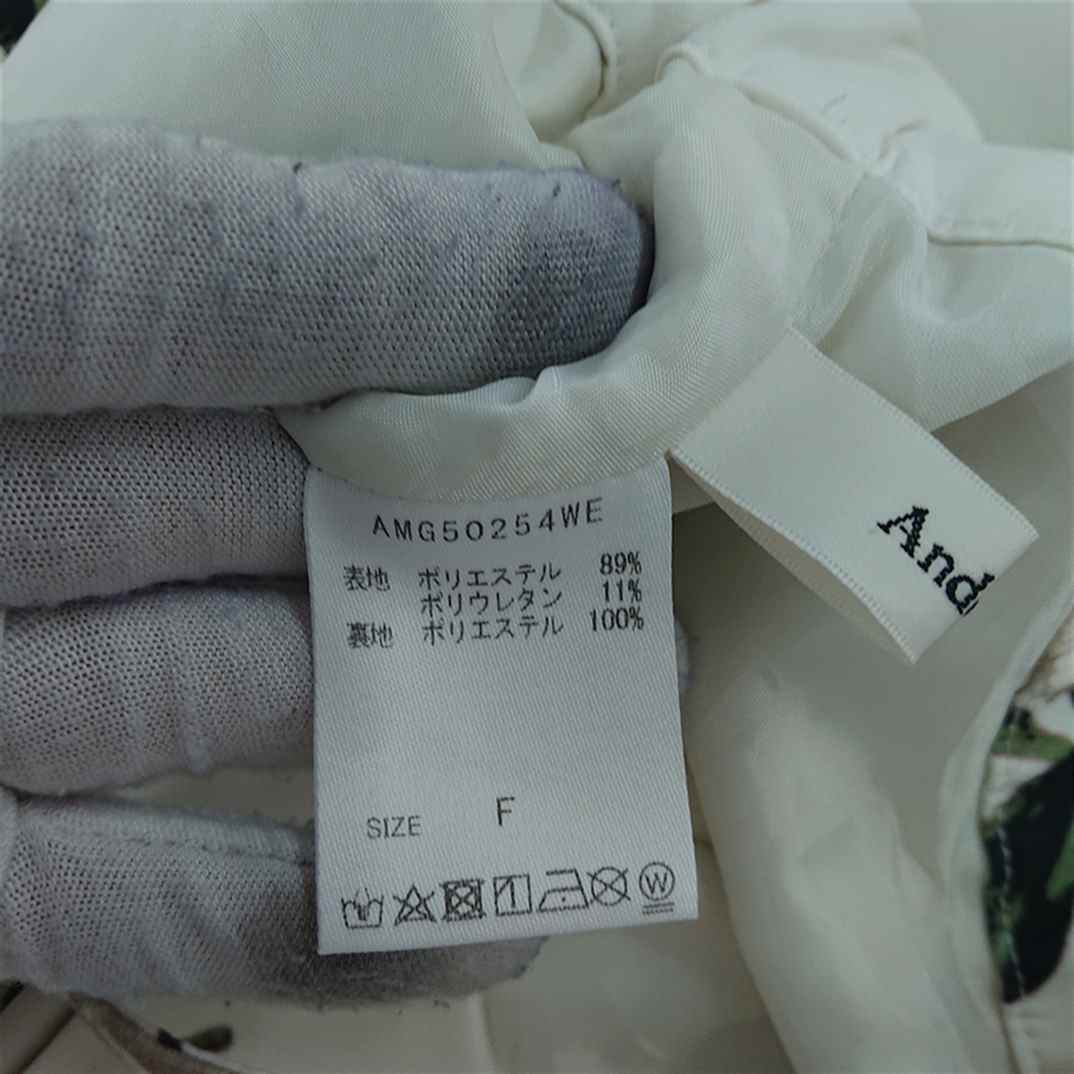 AMG50254WE
表地 ポリエステル 89%
ポリウレタン 11%
裏地 ポリエステル 100%
SIZE F
W
And